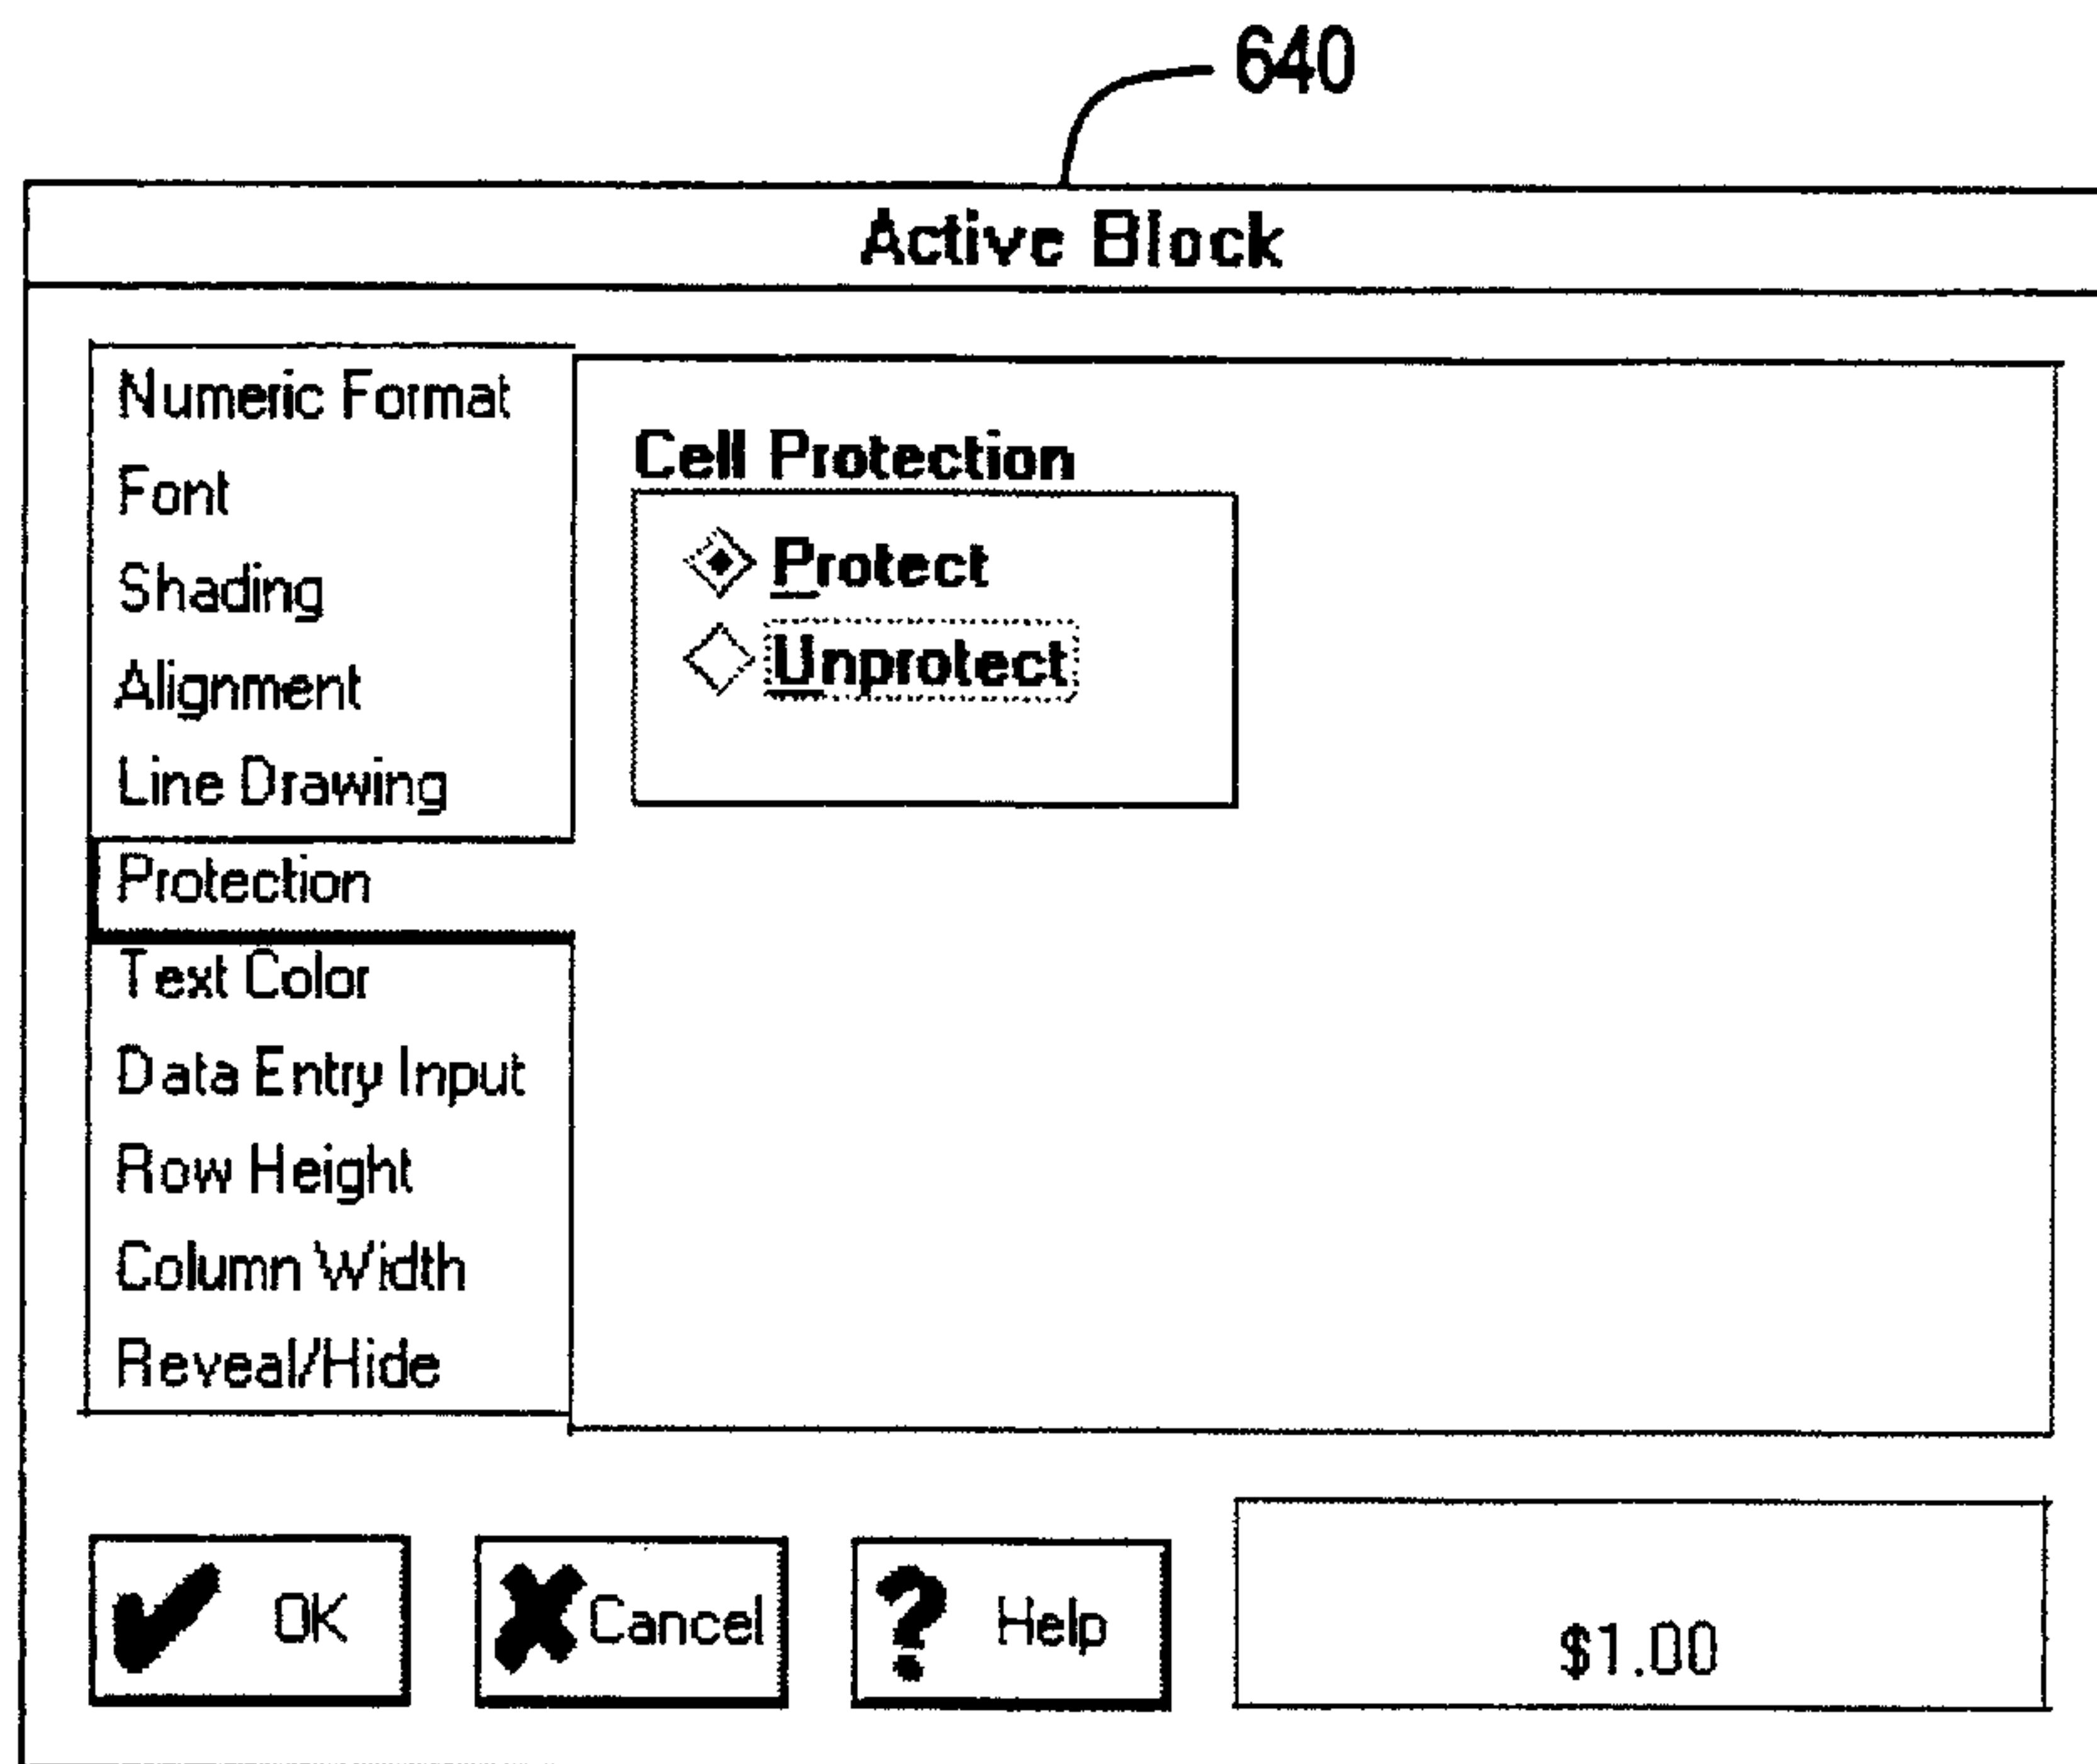 640
Active Block
Numeric Format
Font
Shading
Alignment
Line Drawing
Protection
Text Color
Data Entry Input
Row Height
Column Width
Reveal/Hide
Cell Protection
Protect
Unprotect
OK
Cancel
Help
$1.00